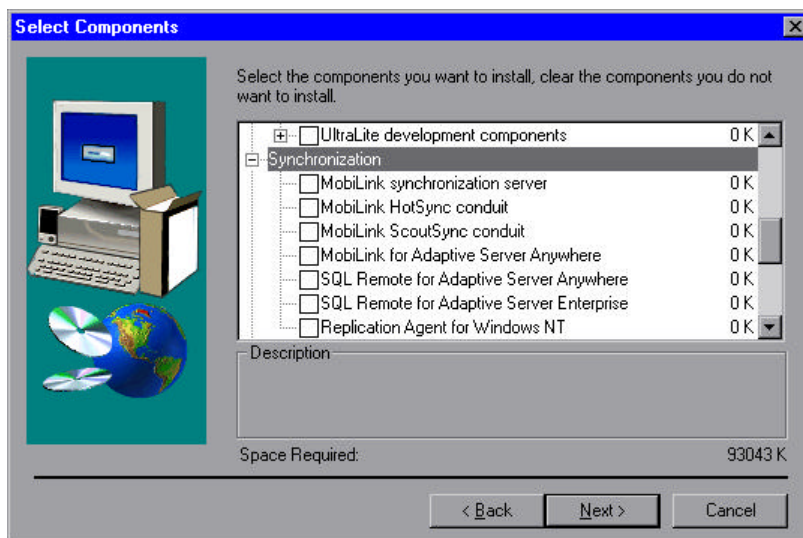 Select Components
Select the components you want to install, clear the components you do not
want to install.
UltraLite development components 0 K
Synchronization
MobiLink synchronization server 0 K
MobiLink HotSync conduit 0 K
MobiLink ScoutSync conduit 0 K
MobiLink for Adaptive Server Anywhere 0 K
SQL Remote for Adaptive Server Anywhere 0 K
SQL Remote for Adaptive Server Enterprise 0 K
Replication Agent for Windows NT 0 K
Description
Space Required: 93043 K
< Back Next > Cancel